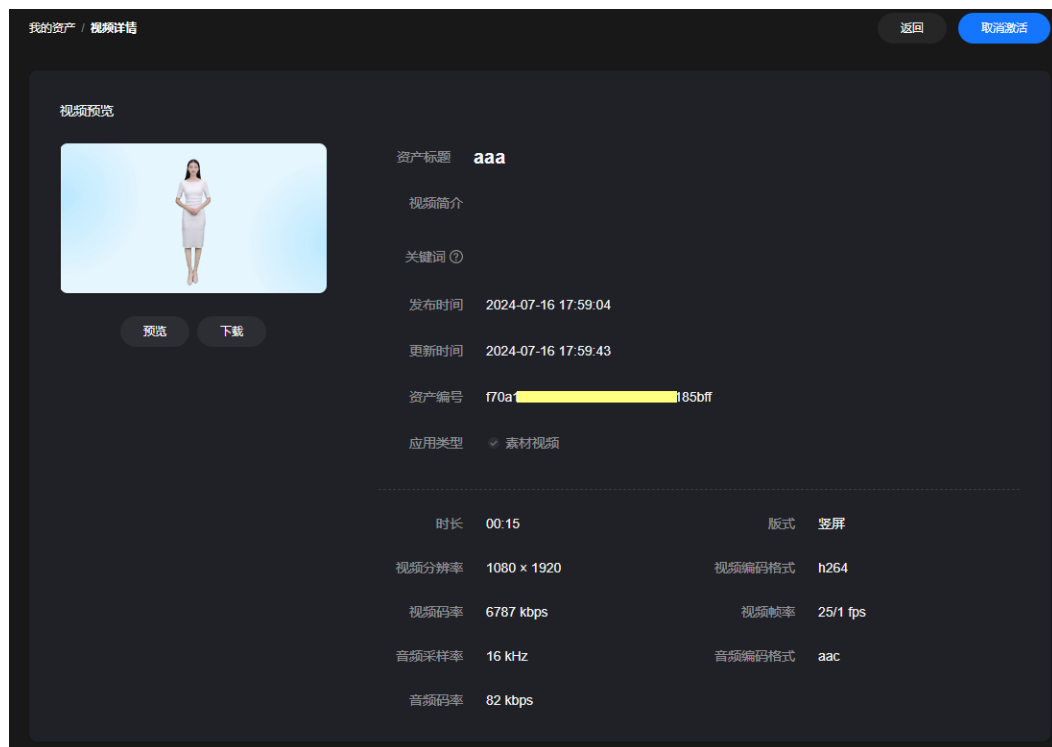 我的资产 / 视频详情
返回
取消激活
视频预览
资产标题 aaa
视频简介
关键词
发布时间 2024-07-16 17:59:04
预览 下载
更新时间 2024-07-16 17:59:43
资产编号 f70a1 185bff
应用类型 素材视频
时长 00:15 版式 竖屏
视频分辨率 1080 × 1920 视频编码格式 h264
视频码率 6787 kbps 视频帧率 25/1 fps
音频采样率 16 kHz 音频编码格式 aac
音频码率 82 kbps